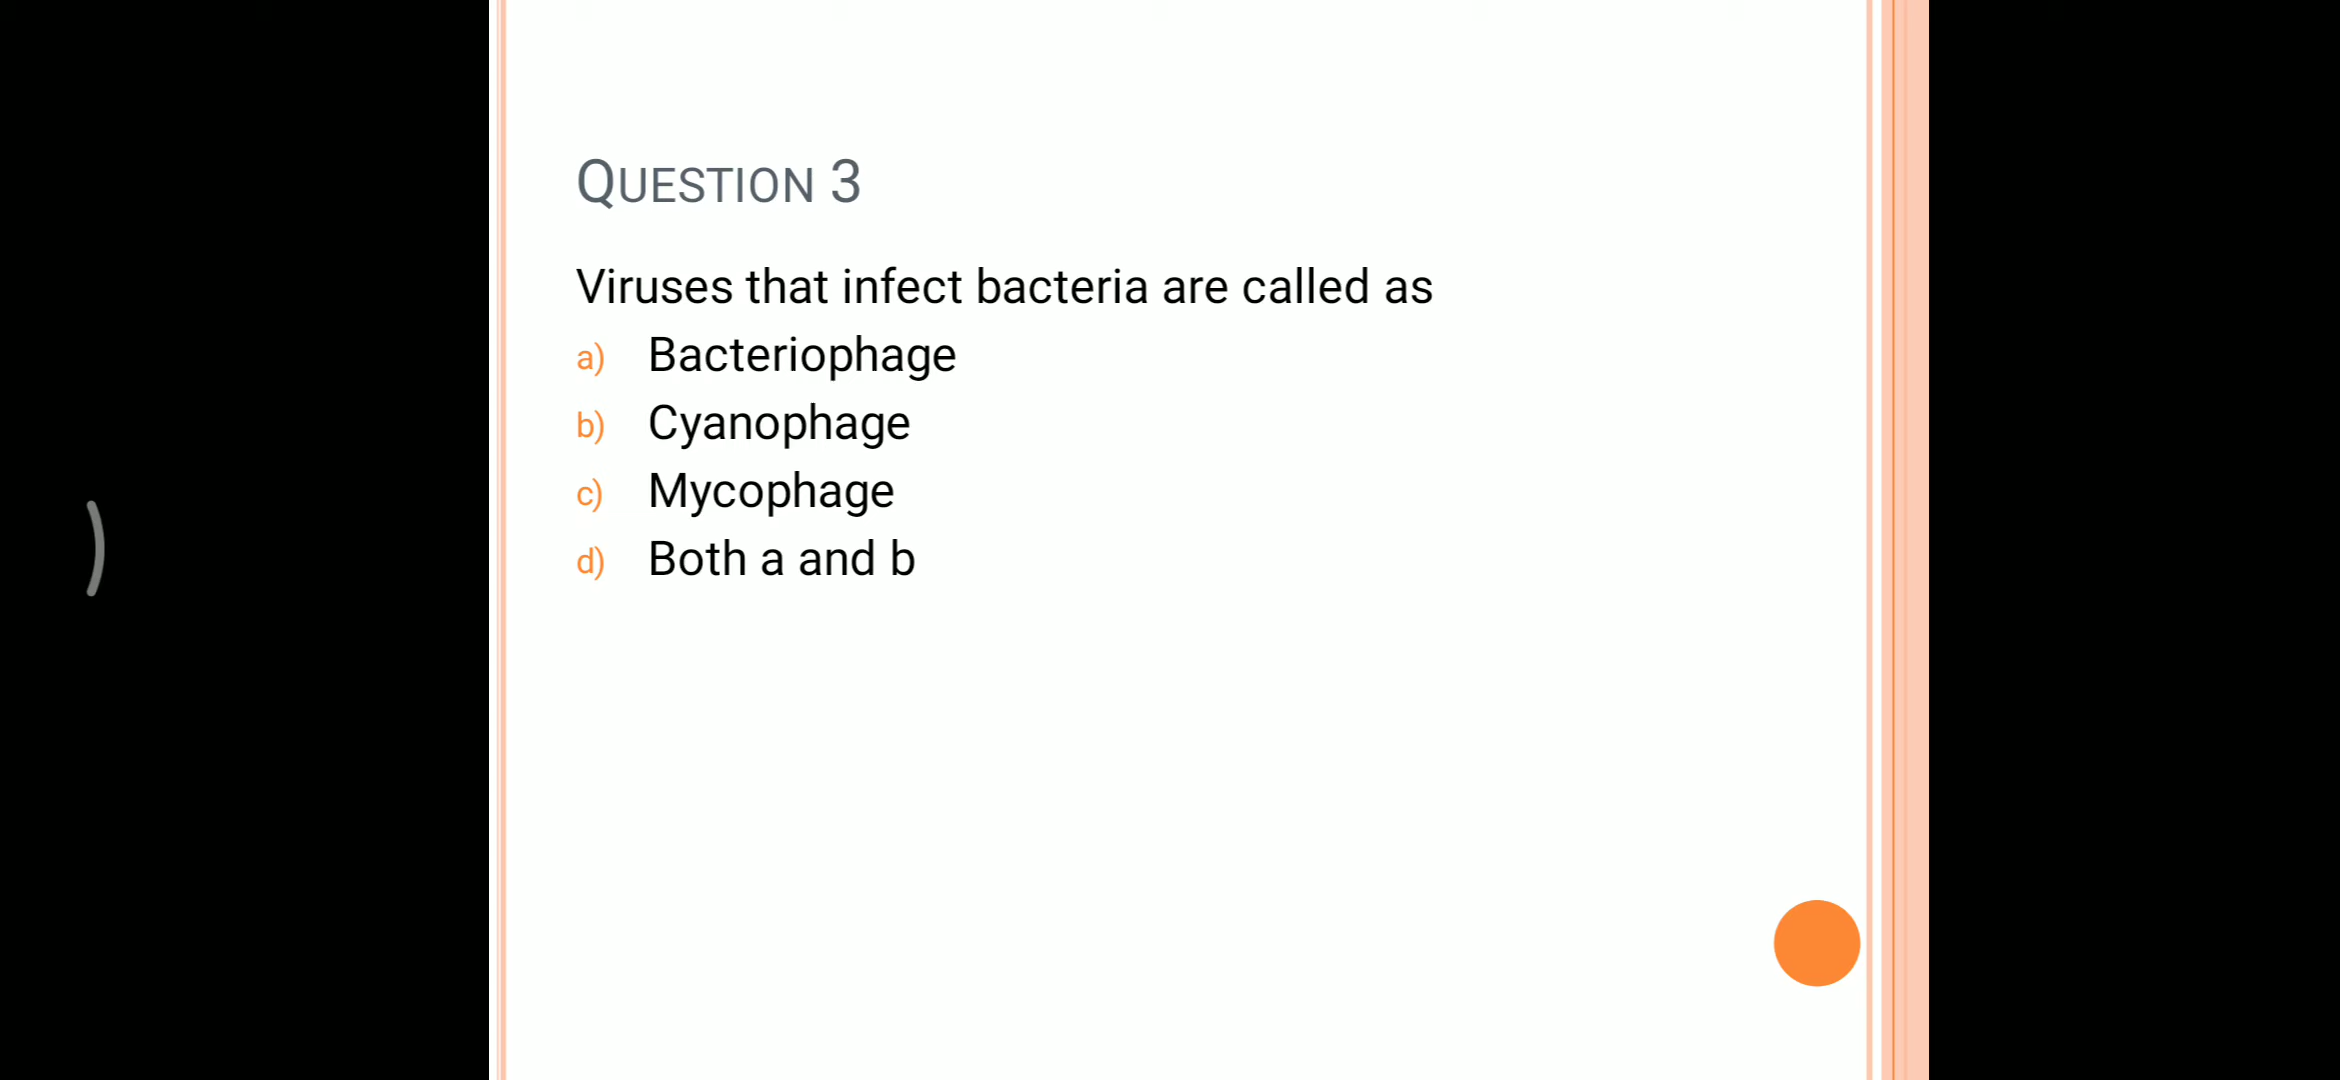 QUESTION 3
Viruses that infect bacteria are called as
a) Bacteriophage
b) Cyanophage
c) Mycophage
d) Both a and b